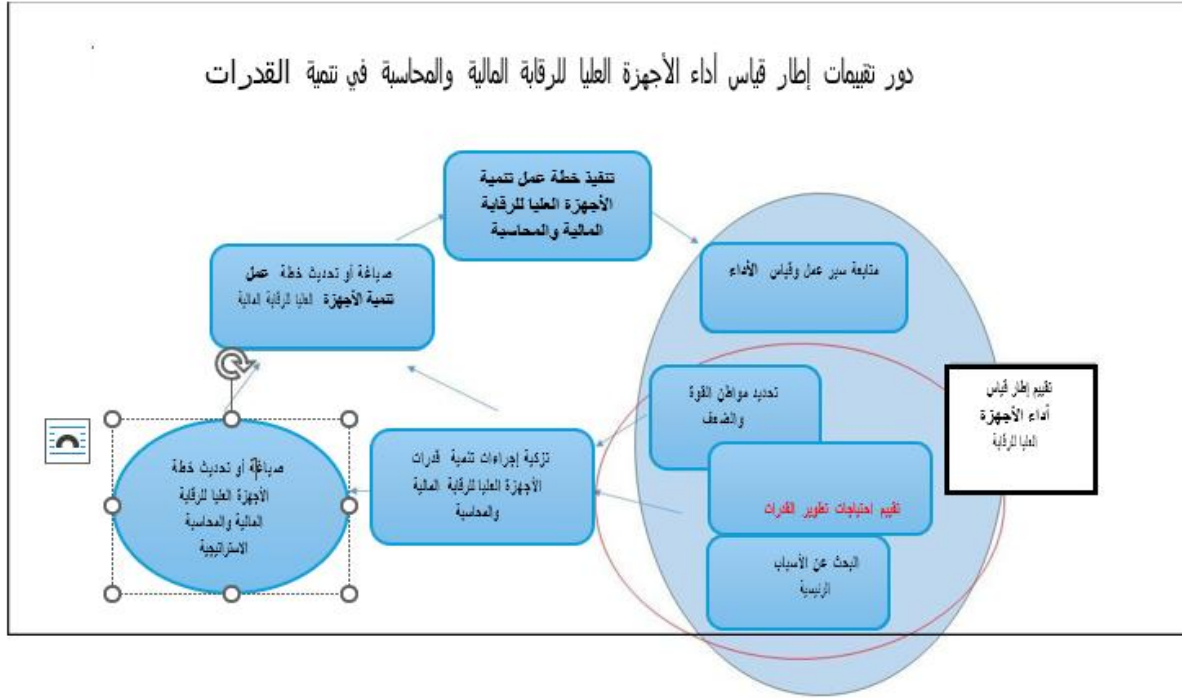 دور تقييمات إطار قياس أداء الأجهزة العليا للرقابة المالية والمحاسبة في تنمية القدرات
تنفيذ خطة عمل تنمية
الأجهزة العليا للرقابة
المالية والمحاسبة
متابعة سير عمل وقياس الأداء
صياغة أو تحديث خطة عمل
تنمية الأجهزة العليا للرقابة المالية
تحديد مواطن القوة
والضعف
تقييم إطار قياس
أداء الأجهزة
العليا للرقابة
تقييم إحتياجات تطوير القدرات
تزكية إجراءات تنمية قدرات
الأجهزة العليا للرقابة المالية
والمحاسبة
صياغة أو تحديث خطة
الأجهزة العليا للرقابة
المالية والمحاسبة
الاستراتيجية
البحث عن الأسباب
الرئيسية